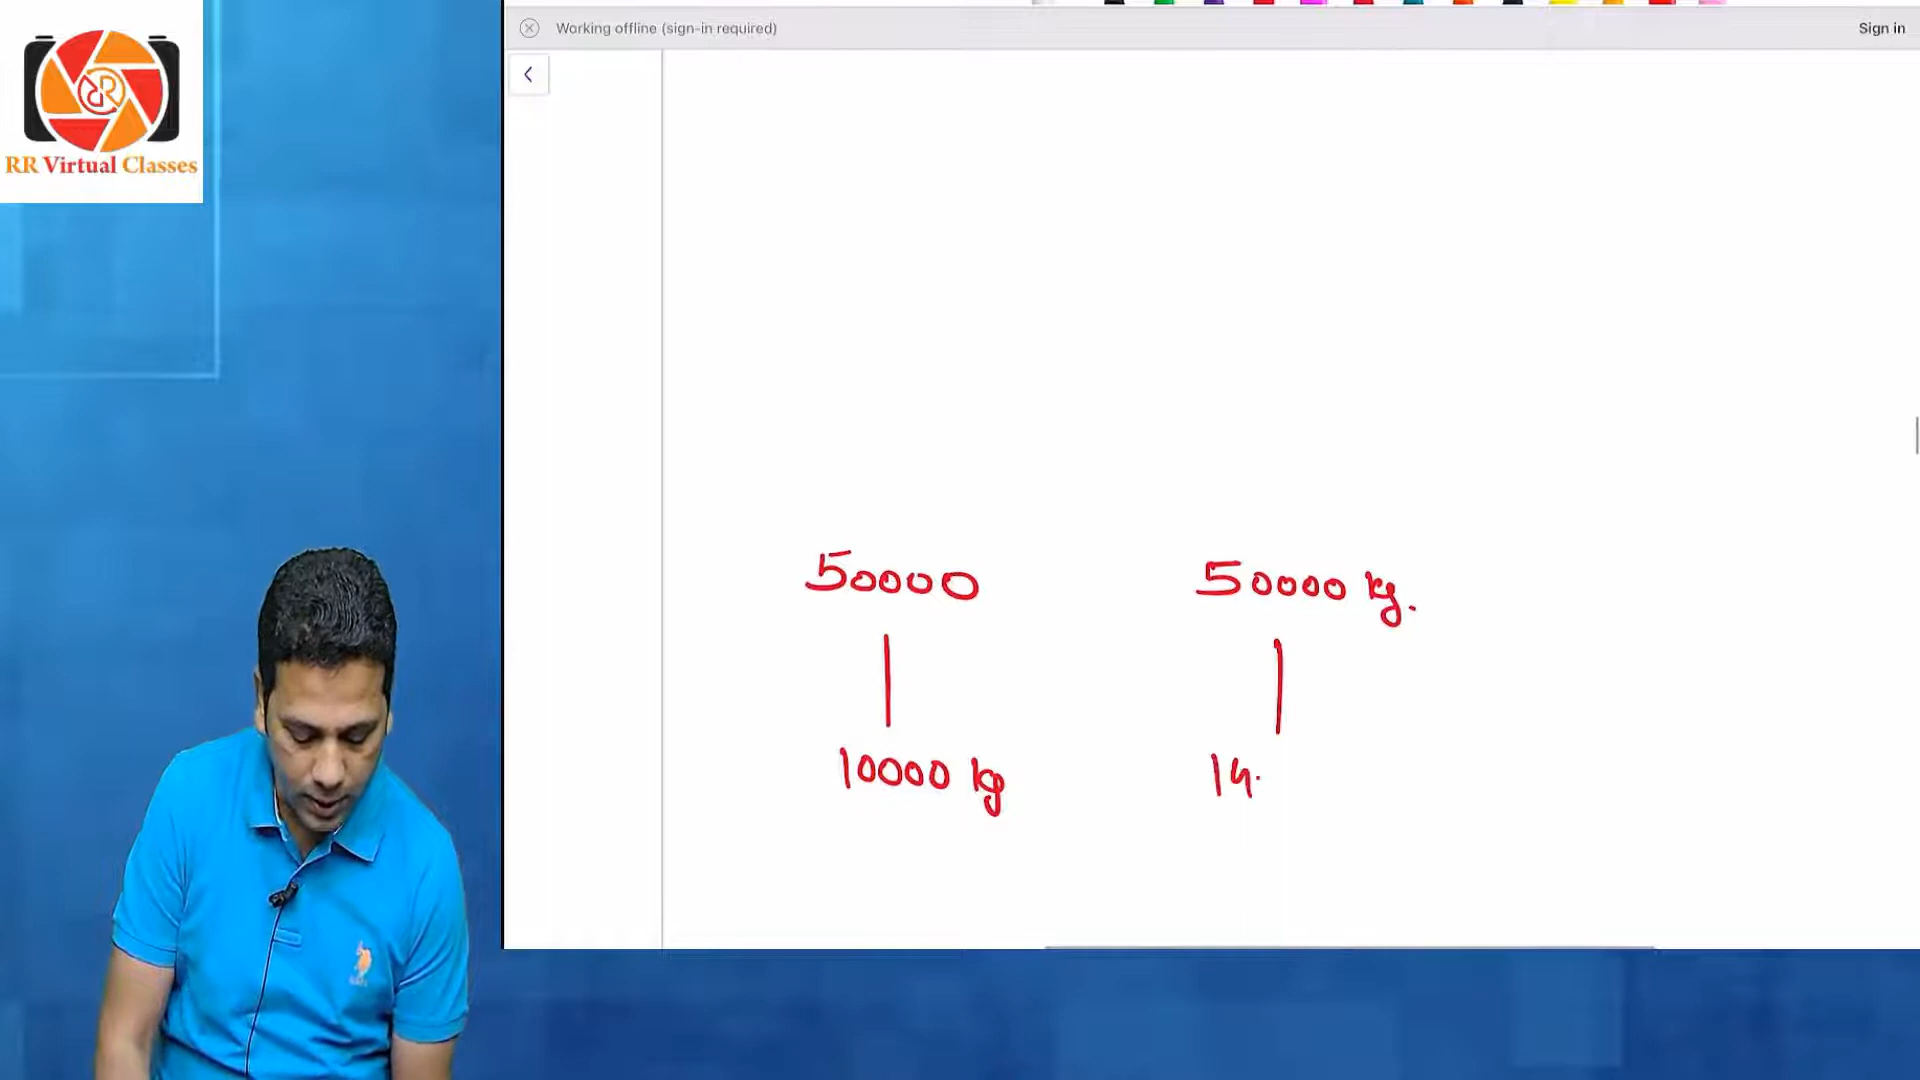 RR Virtual Classes
Working offline (sign-in required)
Sign in
50000
50000 kg.
10000 kg
14.